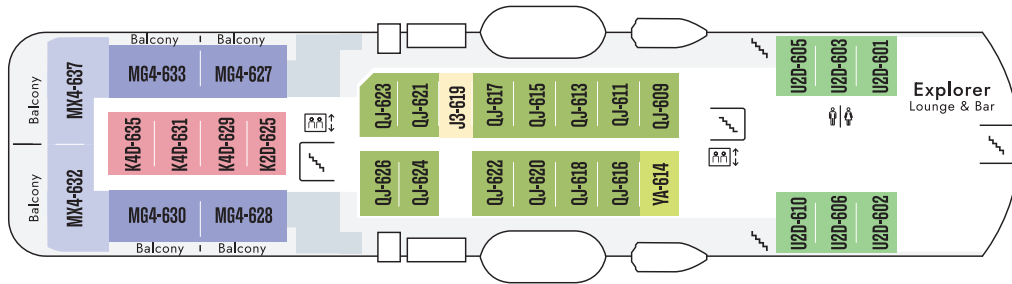 Balcony
Balcony
MG4-633
MG4-627
Balcony
MX4-637
K4D-635
K4D-631
K4D-629
K2D-625
Balcony
MX4-632
MG4-630
MG4-628
Balcony
Balcony
QJ-623
QJ-621
J3-619
QJ-617
QJ-615
QJ-613
QJ-611
QJ-609
QJ-626
QJ-624
QJ-622
QJ-620
QJ-618
QJ-616
YA-614
U2D-605
U2D-603
U2D-601
U2D-610
U2D-606
U2D-602
Explorer
Lounge & Bar